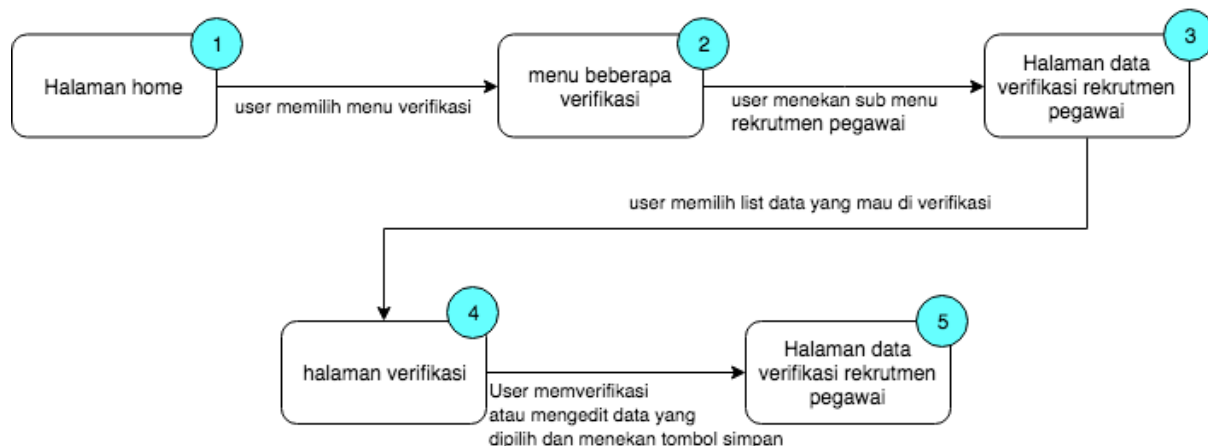 1
Halaman home
user memilih menu verifikasi
2
menu beberapa
verifikasi
user menekan sub menu
rekrutmen pegawai
3
Halaman data
verifikasi rekrutmen
pegawai
user memilih list data yang mau di verifikasi
4
halaman verifikasi
User memverifikasi
atau mengedit data yang
dipilih dan menekan tombol simpan
5
Halaman data
verifikasi rekrutmen
pegawai